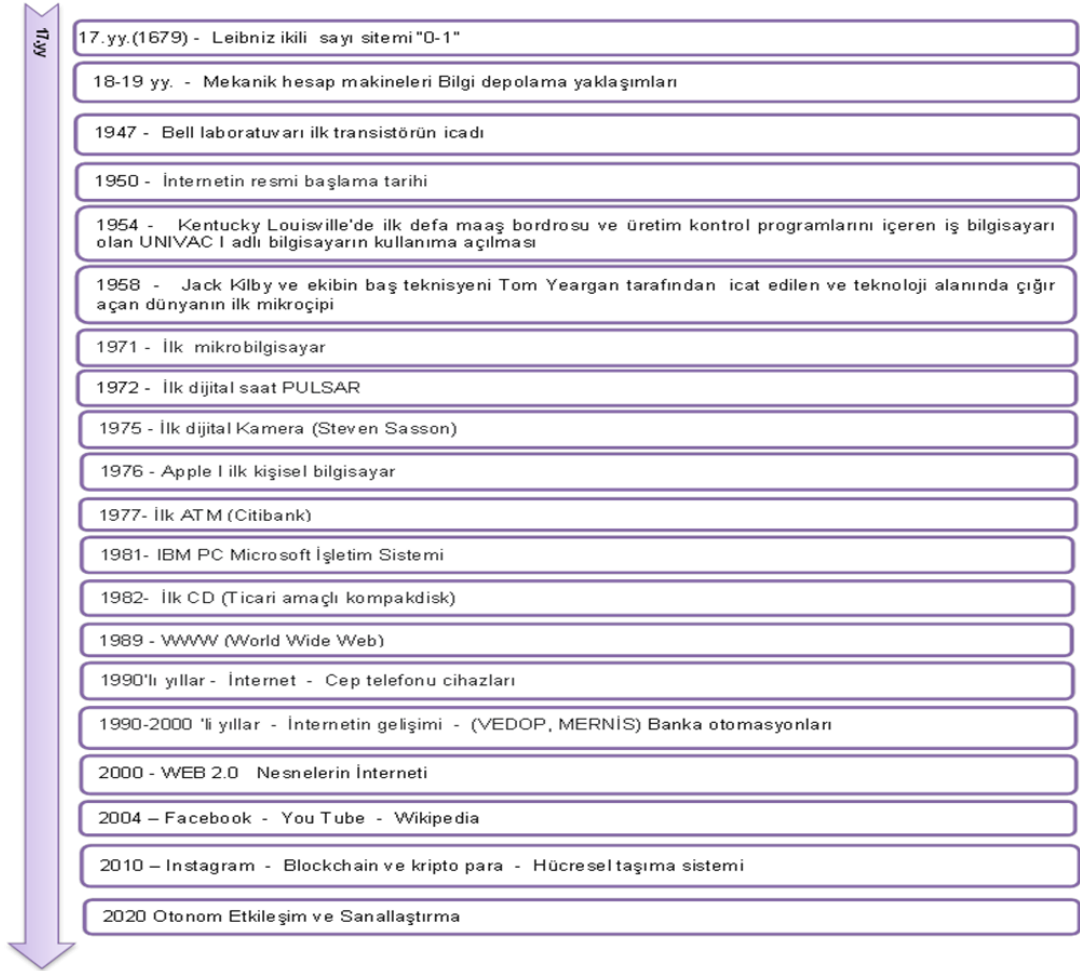 17.yy
17.yy.(1679) - Leibniz ikili sayı sitemi "0-1"
18-19 yy. - Mekanik hesap makineleri Bilgi depolama yaklaşımları
1947 - Bell laboratuvarı ilk transistörün icadı
1950 - İnternetin resmi başlama tarihi
1954 - Kentucky Louisville'de ilk defa maaş bordrosu ve üretim kontrol programlarını içeren iş bilgisayarı
olan UNIVAC I adlı bilgisayarın kullanıma açılması
1958 - Jack Kilby ve ekibin baş teknisyeni Tom Yeargan tarafından icat edilen ve teknoloji alanında çığır
açan dünyanın ilk mikroçipi
1971 - İlk mikrobilgisayar
1972 - İlk dijital saat PULSAR
1975 - İlk dijital Kamera (Steven Sasson)
1976 - Apple I ilk kişisel bilgisayar
1977- İlk ATM (Citibank)
1981- IBM PC Microsoft İşletim Sistemi
1982- İlk CD (Ticari amaçlı kompakdisk)
1989 - WWW (World Wide Web)
1990'lı yıllar - İnternet - Cep telefonu cihazları
1990-2000 'li yıllar - İnternetin gelişimi - (VEDOP, MERNİS) Banka otomasyonları
2000 - WEB 2.0 Nesnelerin İnterneti
2004 – Facebook - You Tube - Wikipedia
2010 – Instagram - Blockchain ve kripto para - Hücresel taşıma sistemi
2020 Otonom Etkileşim ve Sanallaştırma